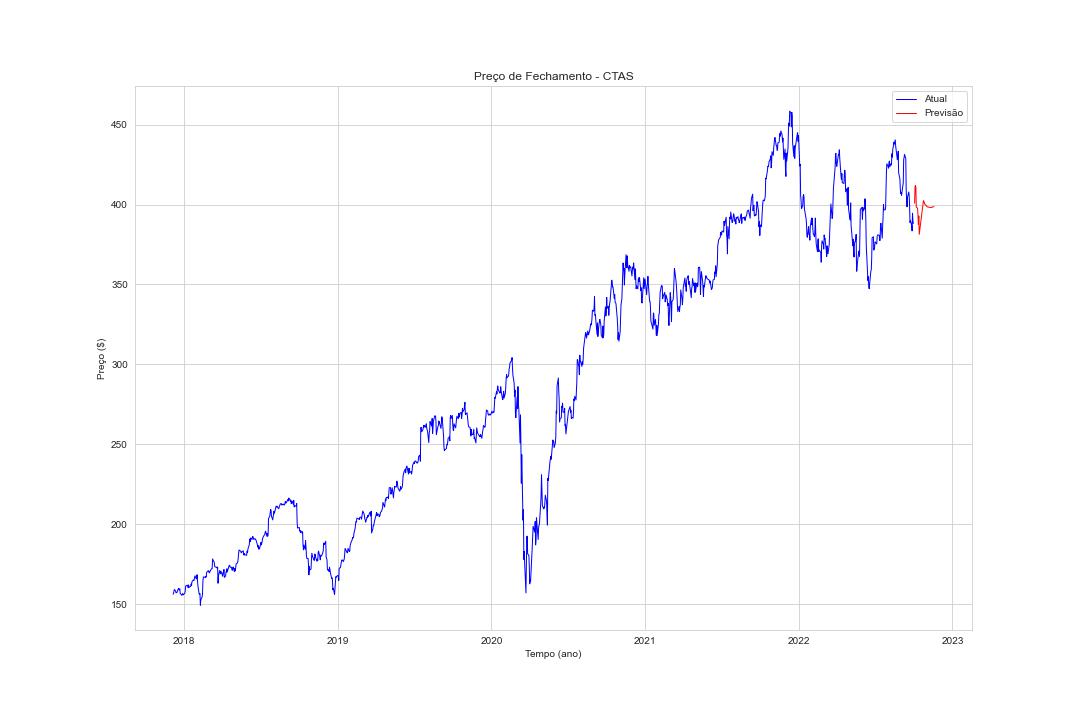 Preço de Fechamento - CTAS
Atual
Previsão
450
400
350
300
250
200
150
Preço ($)
2018
2019
2020
2021
2022
2023
Tempo (ano)